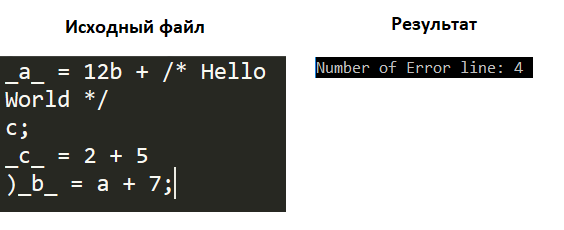 Исходный файл
Результат
_a_ = 12b + /* Hello
World */
c;
_c_ = 2 + 5
)_b_ = a + 7;
Number of Error line: 4